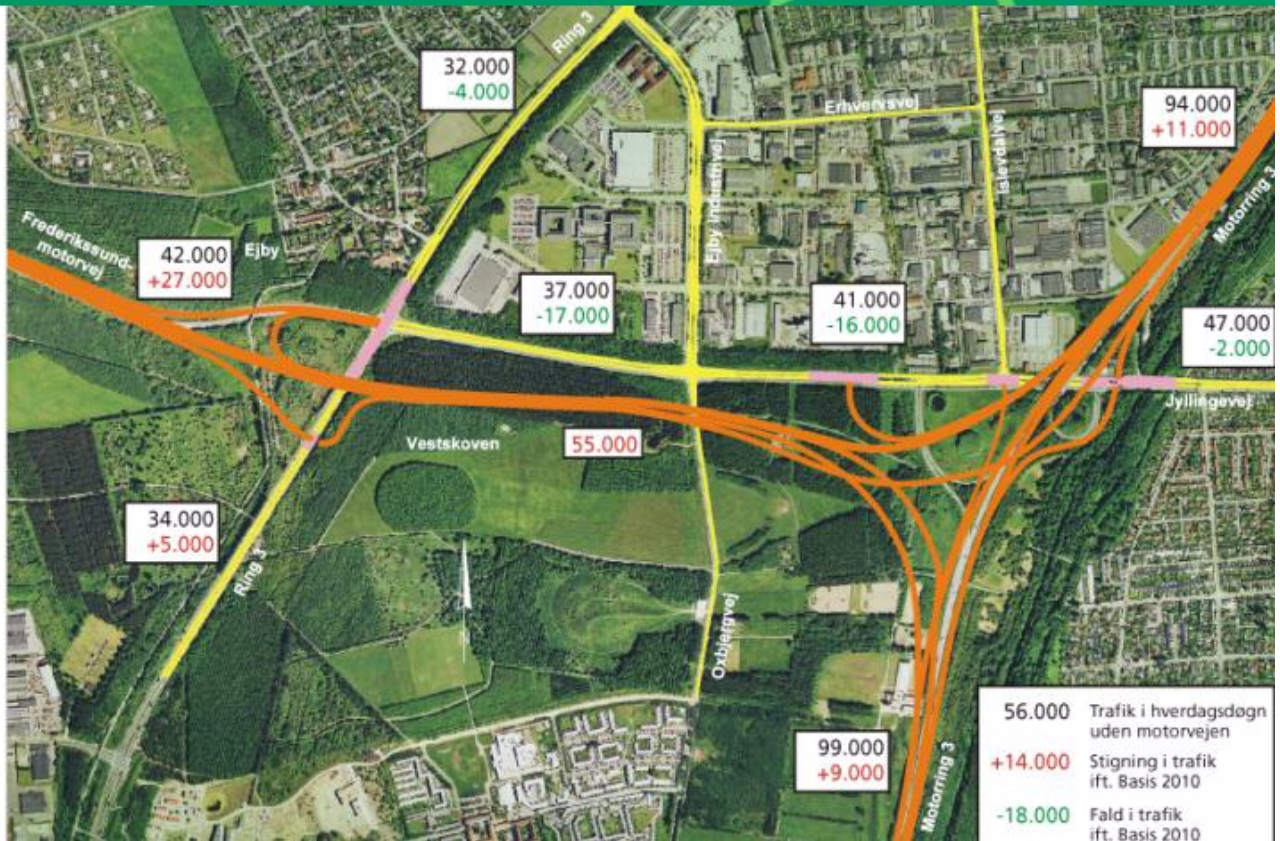 Ring 3
32.000
-4.000
Erhvervsvej
94.000
+11.000
Frederikssund-
motorvej
42.000
+27.000
Ejby
Ejby Industrivej
Islevdalvej
Motorring 3
37.000
-17.000
41.000
-16.000
47.000
-2.000
Jyllingevej
Vestskoven
55.000
34.000
+5.000
Ring 3
Oxbjergvej
99.000
+9.000
Motorring 3
56.000 Trafik i hverdagsdøgn
uden motorvejen
+14.000 Stigning i trafik
ift. Basis 2010
-18.000 Fald i trafik
ift. Basis 2010